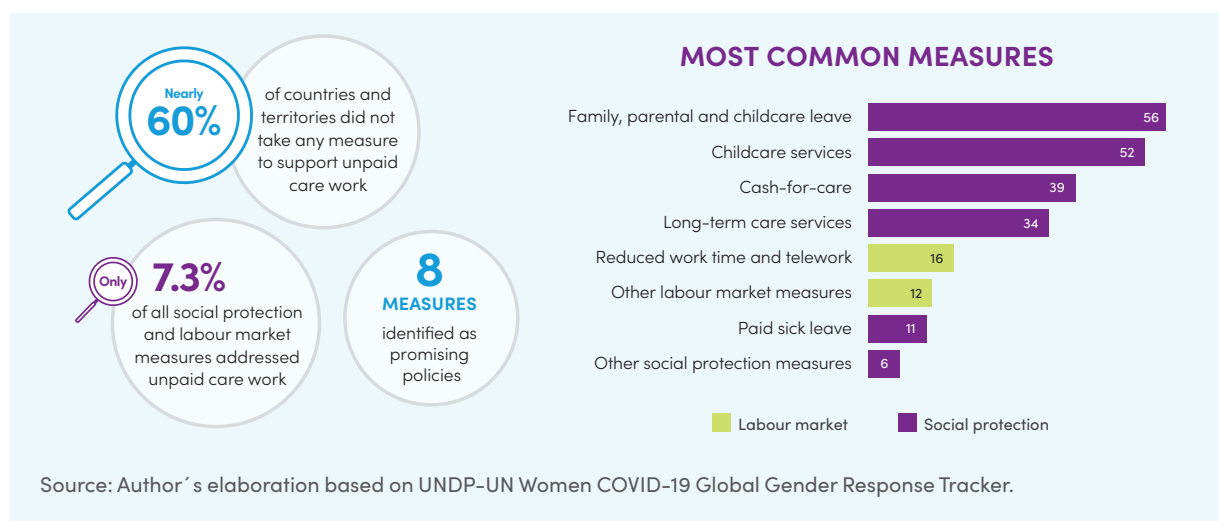 Nearly
60%
of countries and
territories did not
take any measure
to support unpaid
care work
Only
7.3%
of all social protection
and labour market
measures addressed
unpaid care work
8
MEASURES
identified as
promising
policies
MOST COMMON MEASURES
Family, parental and childcare leave 56
Childcare services 52
Cash-for-care 39
Long-term care services 34
Reduced work time and telework 16
Other labour market measures 12
Paid sick leave 11
Other social protection measures 6
Labour market Social protection
Source: Author´s elaboration based on UNDP-UN Women COVID-19 Global Gender Response Tracker.